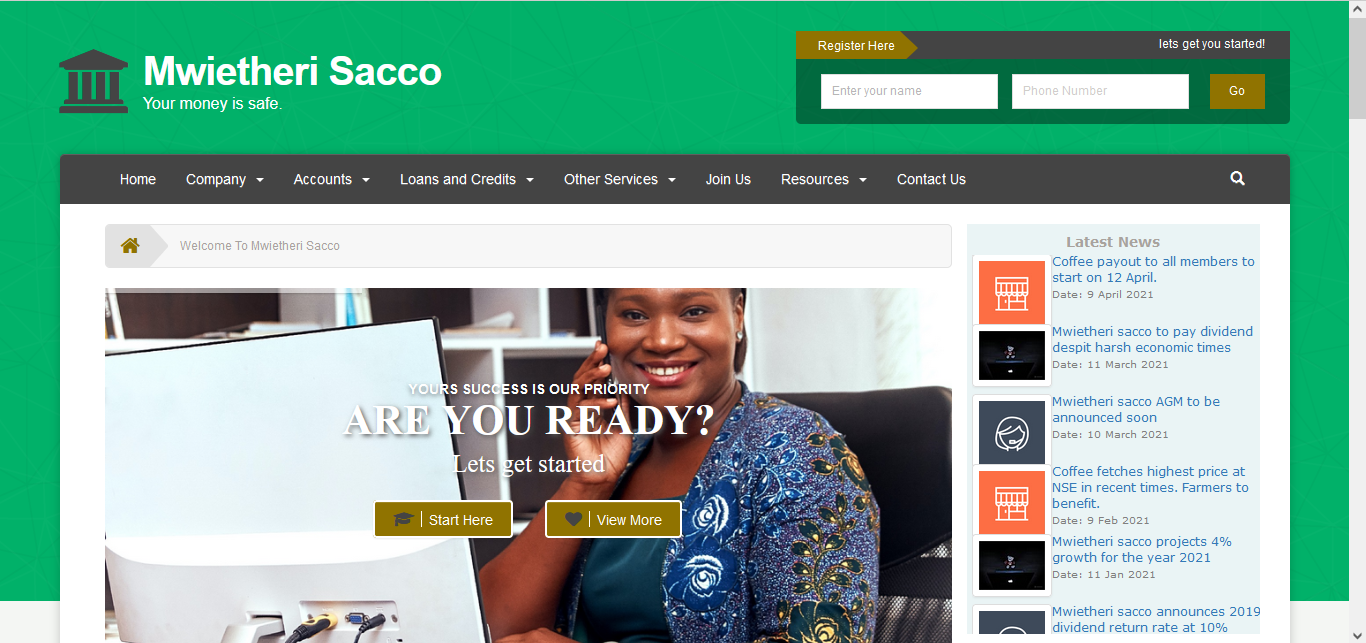 Mwietheri Sacco
Your money is safe.
Register Here
lets get you started!
Enter your name
Phone Number
Go
Home
Company
Accounts
Loans and Credits
Other Services
Join Us
Resources
Contact Us
Welcome To Mwietheri Sacco
YOURS SUCCESS IS OUR PRIORITY
ARE YOU READY?
Lets get started
Start Here
View More
Latest News
Coffee payout to all members to
start on 12 April.
Date: 9 April 2021
Mwietheri sacco to pay dividend
despit harsh economic times
Date: 11 March 2021
Mwietheri sacco AGM to be
announced soon
Date: 10 March 2021
Coffee fetches highest price at
NSE in recent times. Farmers to
benefit.
Date: 9 Feb 2021
Mwietheri sacco projects 4%
growth for the year 2021
Date: 11 Jan 2021
Mwietheri sacco announces 2019
dividend return rate at 10%